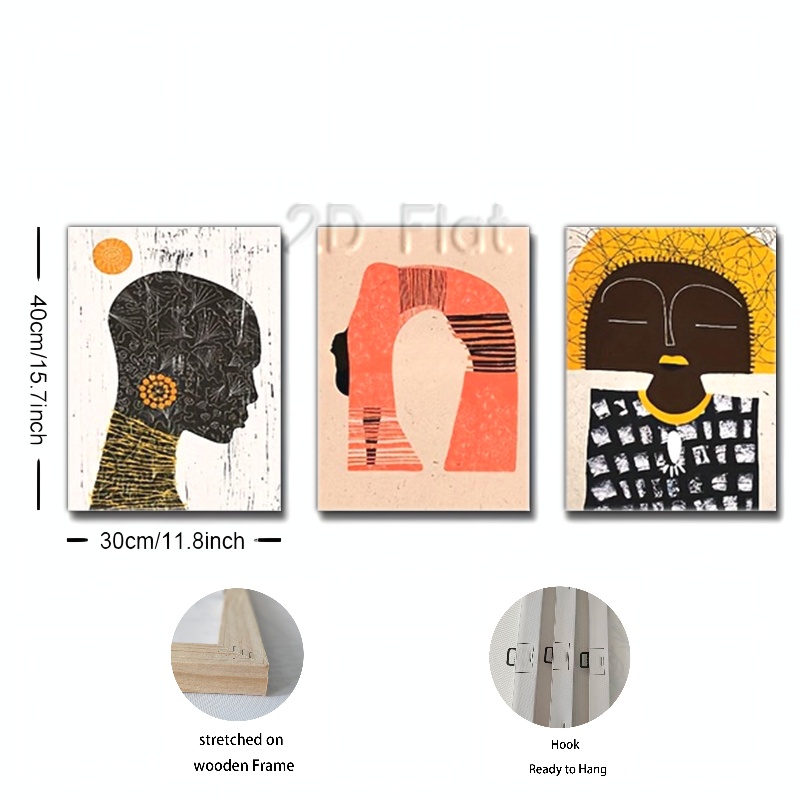 2D Flat
40cm/15.7inch
30cm/11.8inch
stretched on
wooden Frame
Hook
Ready to Hang